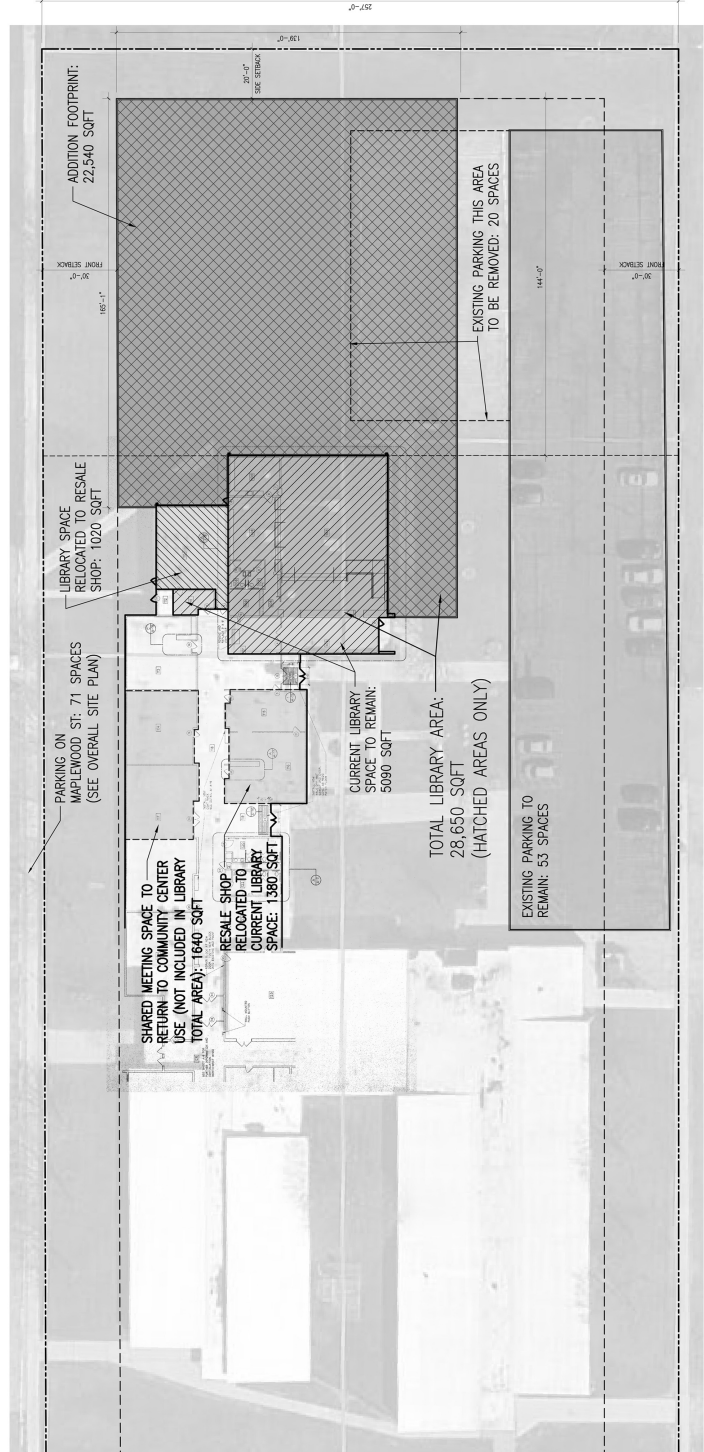 257'-0"
139'-0"
20'-0"
SIDE SETBACK
ADDITION FOOTPRINT:
22,540 SQFT
30'-0"
FRONT SETBACK
165'-1"
EXISTING PARKING THIS AREA
TO BE REMOVED: 20 SPACES
144'-0"
30'-0"
FRONT SETBACK
LIBRARY SPACE
RELOCATED TO RESALE
SHOP: 1020 SQFT
PARKING ON
MAPLEWOOD ST: 71 SPACES
(SEE OVERALL SITE PLAN)
CURRENT LIBRARY
SPACE TO REMAIN:
5090 SQFT
TOTAL LIBRARY AREA:
28,650 SQFT
(HATCHED AREAS ONLY)
EXISTING PARKING TO
REMAIN: 53 SPACES
SHARED MEETING SPACE TO
RETURN TO COMMUNITY CENTER
USE (NOT INCLUDED IN LIBRARY
TOTAL AREA): 1640 SQFT
RESALE SHOP
RELOCATED TO
CURRENT LIBRARY
SPACE: 1380 SQFT